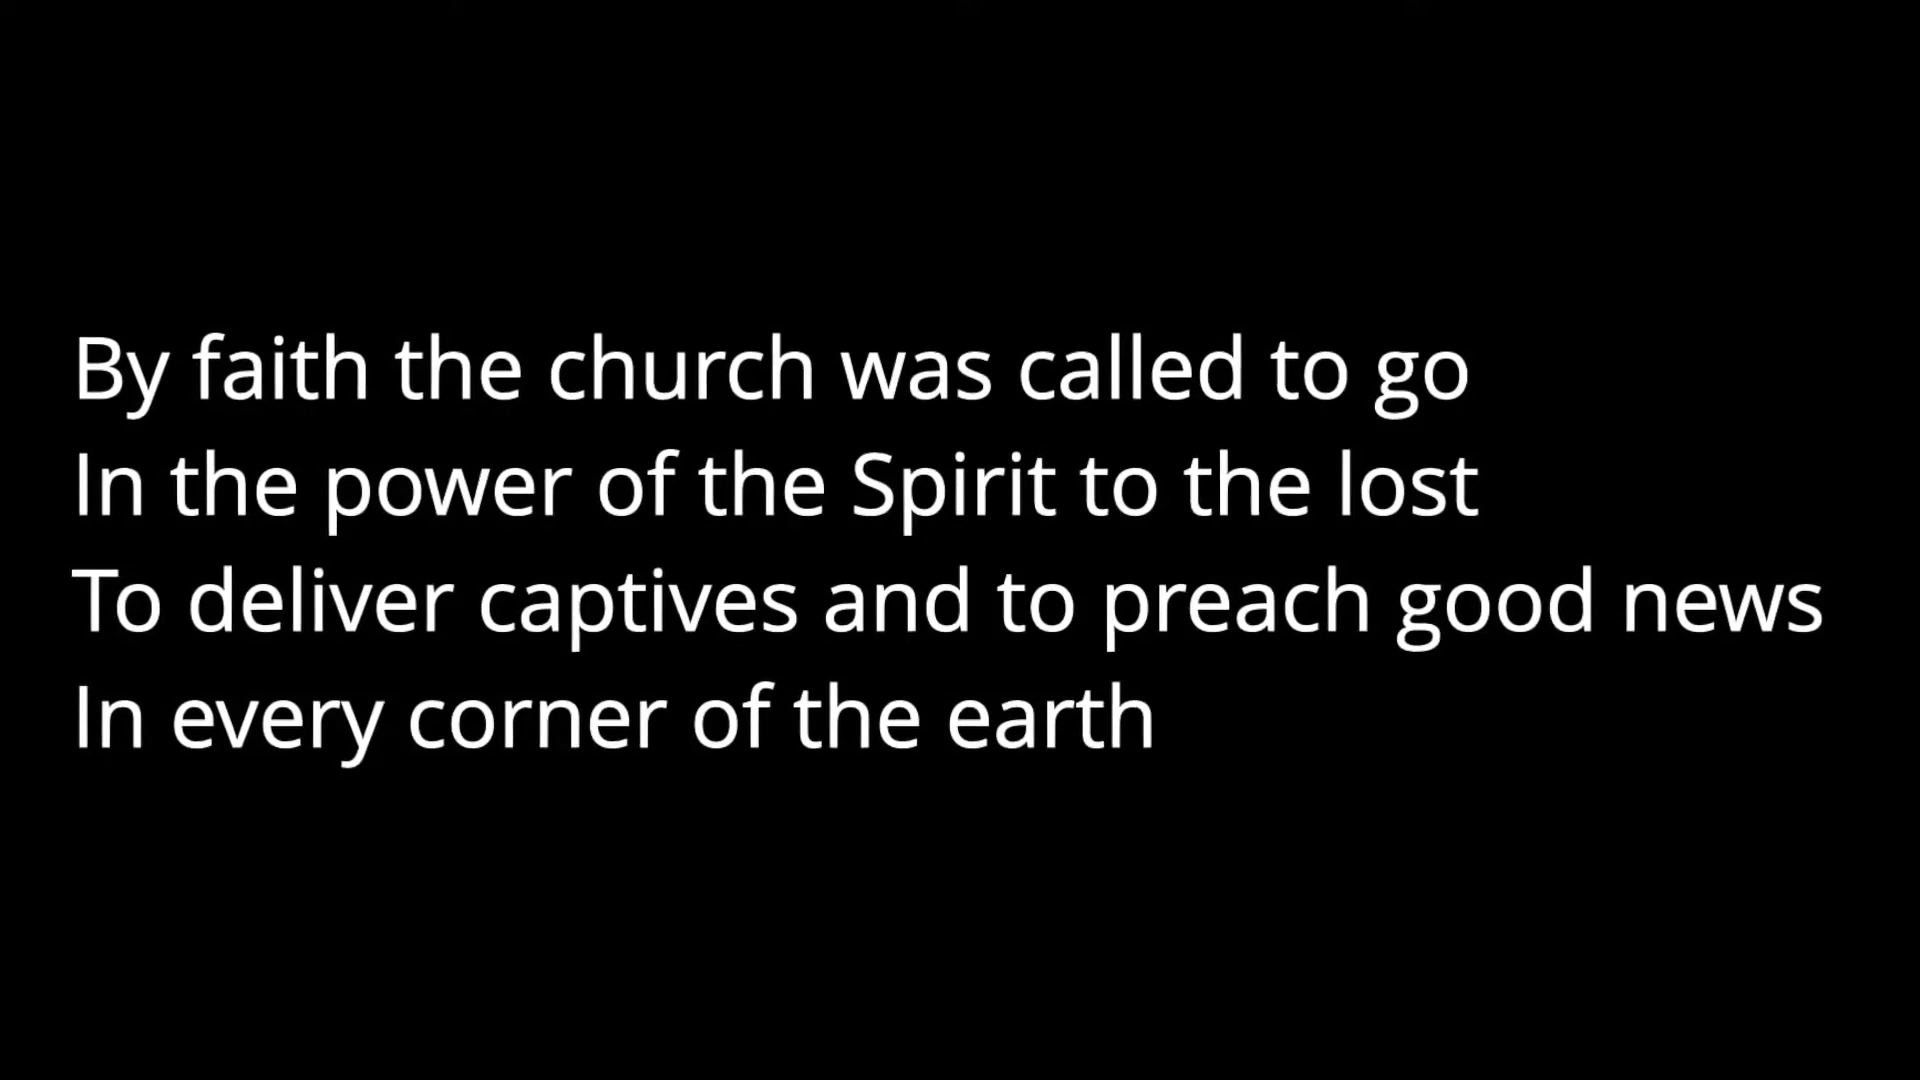 By faith the church was called to go
In the power of the Spirit to the lost
To deliver captives and to preach good news
In every corner of the earth